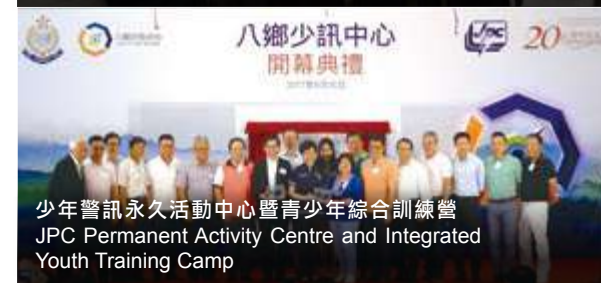 八鄉少訊中心
JPC 20
開幕典禮
少年警訊永久活動中心暨青少年綜合訓練營
JPC Permanent Activity Centre and Integrated
Youth Training Camp